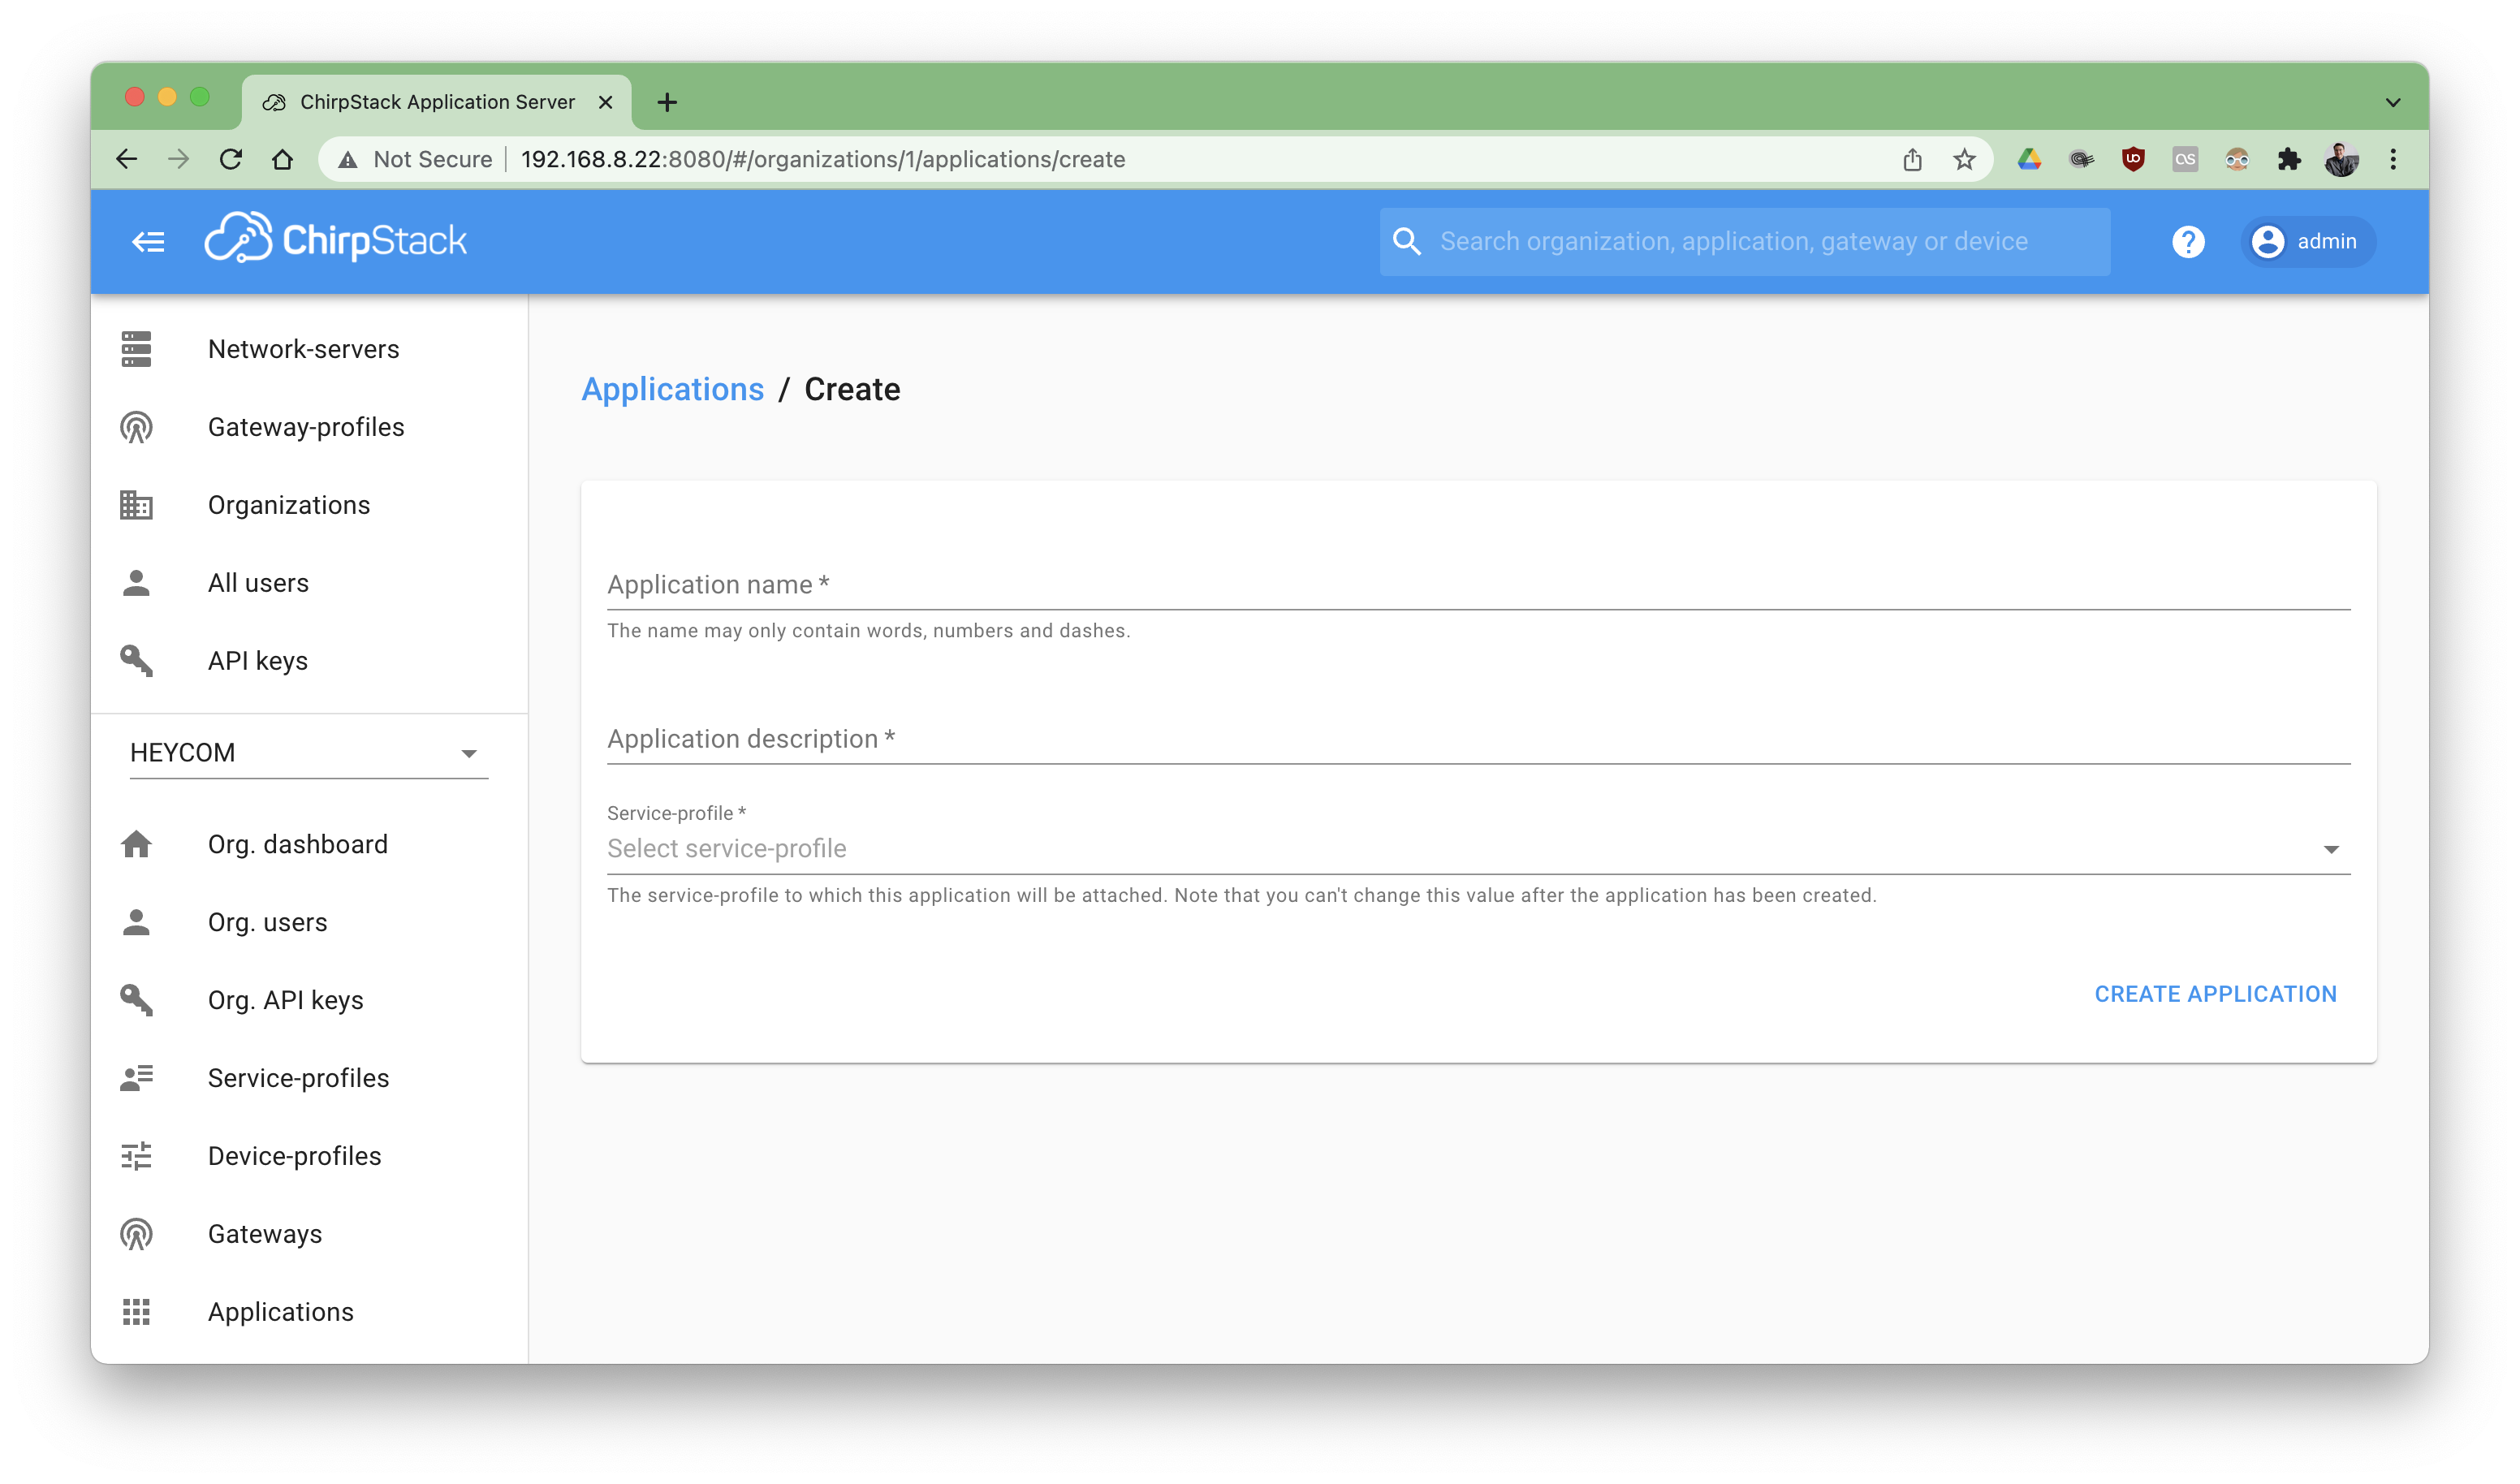 ChirpStack Application Server
Not Secure 192.168.8.22:8080/#/organizations/1/applications/create
ChirpStack
Search organization, application, gateway or device
? admin
Network-servers
Gateway-profiles
Organizations
All users
API keys
HEYCOM
Org. dashboard
Org. users
Org. API keys
Service-profiles
Device-profiles
Gateways
Applications
Applications / Create
Application name *
The name may only contain words, numbers and dashes.
Application description *
Service-profile *
Select service-profile
The service-profile to which this application will be attached. Note that you can't change this value after the application has been created.
CREATE APPLICATION